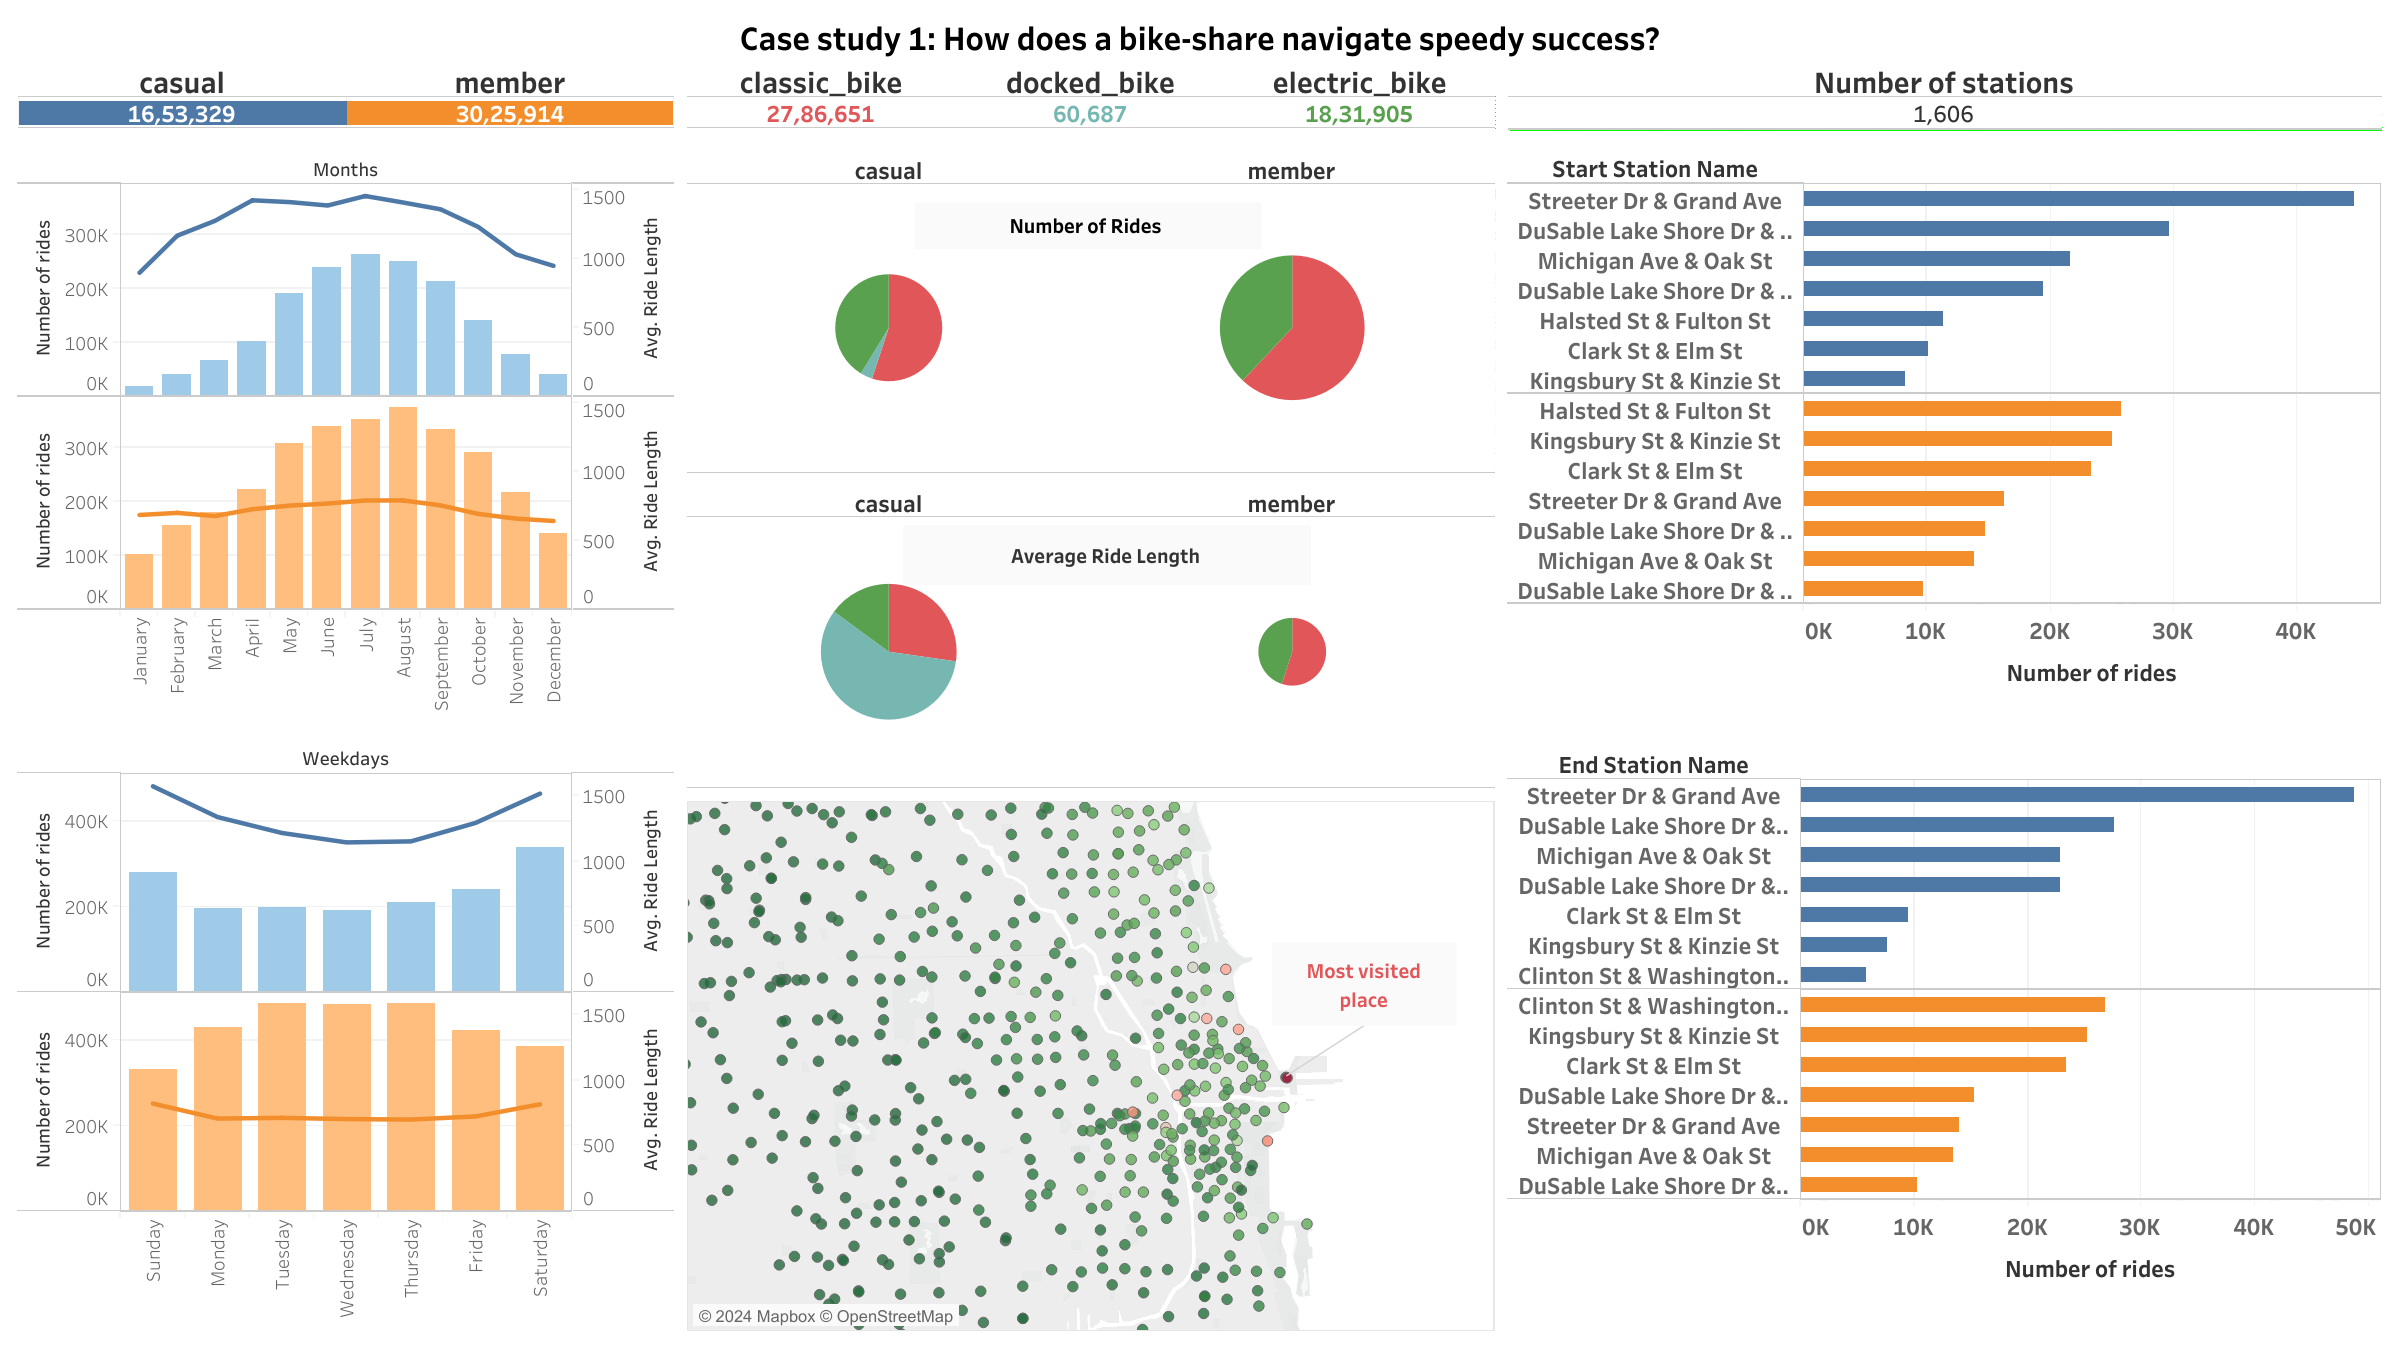 Case study 1: How does a bike-share navigate speedy success?
casual member
16,53,329 30,25,914
classic_bike docked_bike electric_bike
27,86,651 60,687 18,31,905
Number of stations
1,606
Months
Number of rides
300K
200K
100K
0K
1500
1000
500
0
Avg. Ride Length
Number of rides
300K
200K
100K
0K
1500
1000
500
0
Avg. Ride Length
January
February
March
April
May
June
July
August
September
October
November
December
Weekdays
Number of rides
400K
200K
0K
1500
1000
500
0
Avg. Ride Length
Number of rides
400K
200K
0K
1500
1000
500
0
Avg. Ride Length
Sunday
Monday
Tuesday
Wednesday
Thursday
Friday
Saturday
casual member
Number of Rides
casual member
Average Ride Length
Most visited
place
© 2024 Mapbox © OpenStreetMap
Start Station Name
Streeter Dr & Grand Ave
DuSable Lake Shore Dr & ..
Michigan Ave & Oak St
DuSable Lake Shore Dr & ..
Halsted St & Fulton St
Clark St & Elm St
Kingsbury St & Kinzie St
Halsted St & Fulton St
Kingsbury St & Kinzie St
Clark St & Elm St
Streeter Dr & Grand Ave
DuSable Lake Shore Dr & ..
Michigan Ave & Oak St
DuSable Lake Shore Dr & ..
0K 10K 20K 30K 40K
Number of rides
End Station Name
Streeter Dr & Grand Ave
DuSable Lake Shore Dr &..
Michigan Ave & Oak St
DuSable Lake Shore Dr &..
Clark St & Elm St
Kingsbury St & Kinzie St
Clinton St & Washington..
Clinton St & Washington..
Kingsbury St & Kinzie St
Clark St & Elm St
DuSable Lake Shore Dr &..
Streeter Dr & Grand Ave
Michigan Ave & Oak St
DuSable Lake Shore Dr &..
0K 10K 20K 30K 40K 50K
Number of rides